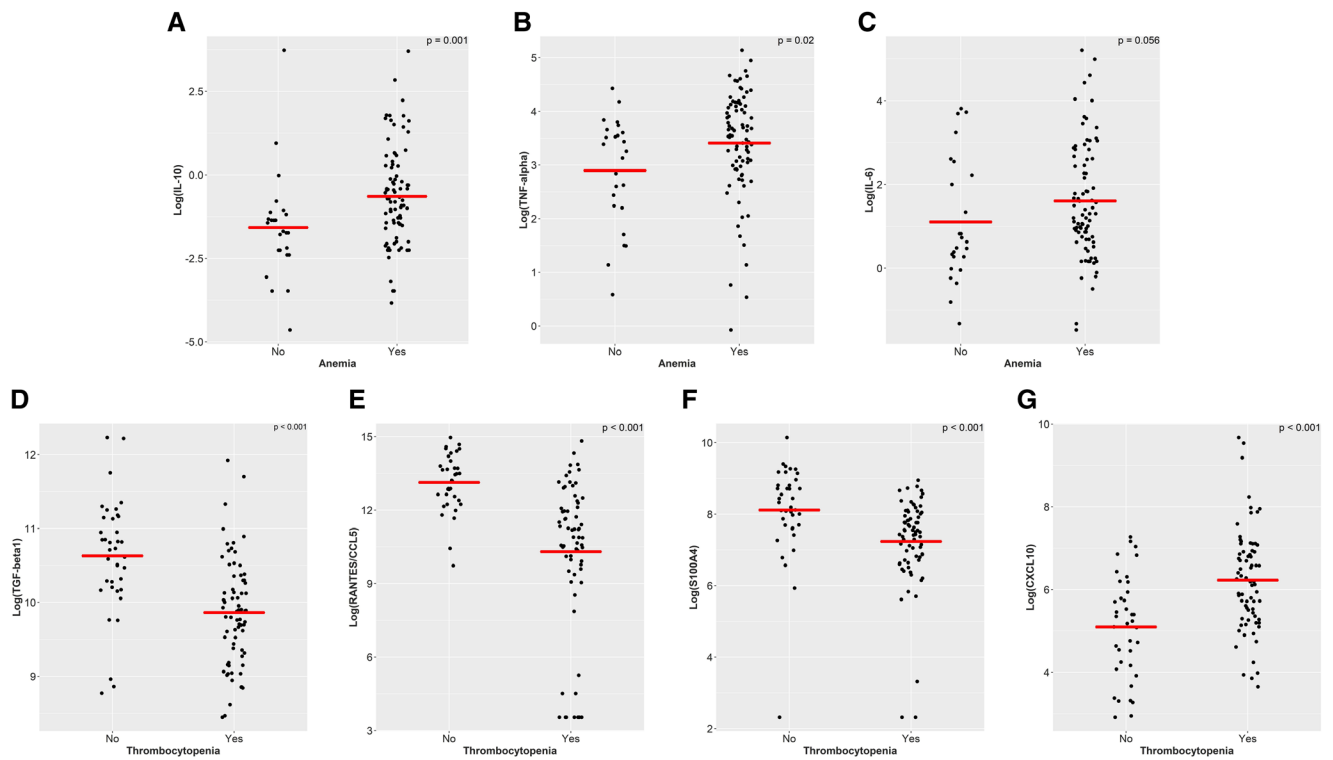 A
p = 0.001
Log(IL-10)
2.5
0.0
-2.5
-5.0
No
Yes
Anemia
B
p = 0.02
Log(TNF-alpha)
5
4
3
2
1
0
No
Yes
Anemia
C
p = 0.056
Log(IL-6)
4
2
0
No
Yes
Anemia
D
p < 0.001
Log(TGF-beta1)
12
11
10
9
No
Yes
Thrombocytopenia
E
p < 0.001
Log(RANTES/CCL5)
15
12
9
6
3
No
Yes
Thrombocytopenia
F
p < 0.001
Log(S100A4)
10
8
6
4
2
No
Yes
Thrombocytopenia
G
p < 0.001
Log(CXCL10)
10
8
6
4
No
Yes
Thrombocytopenia